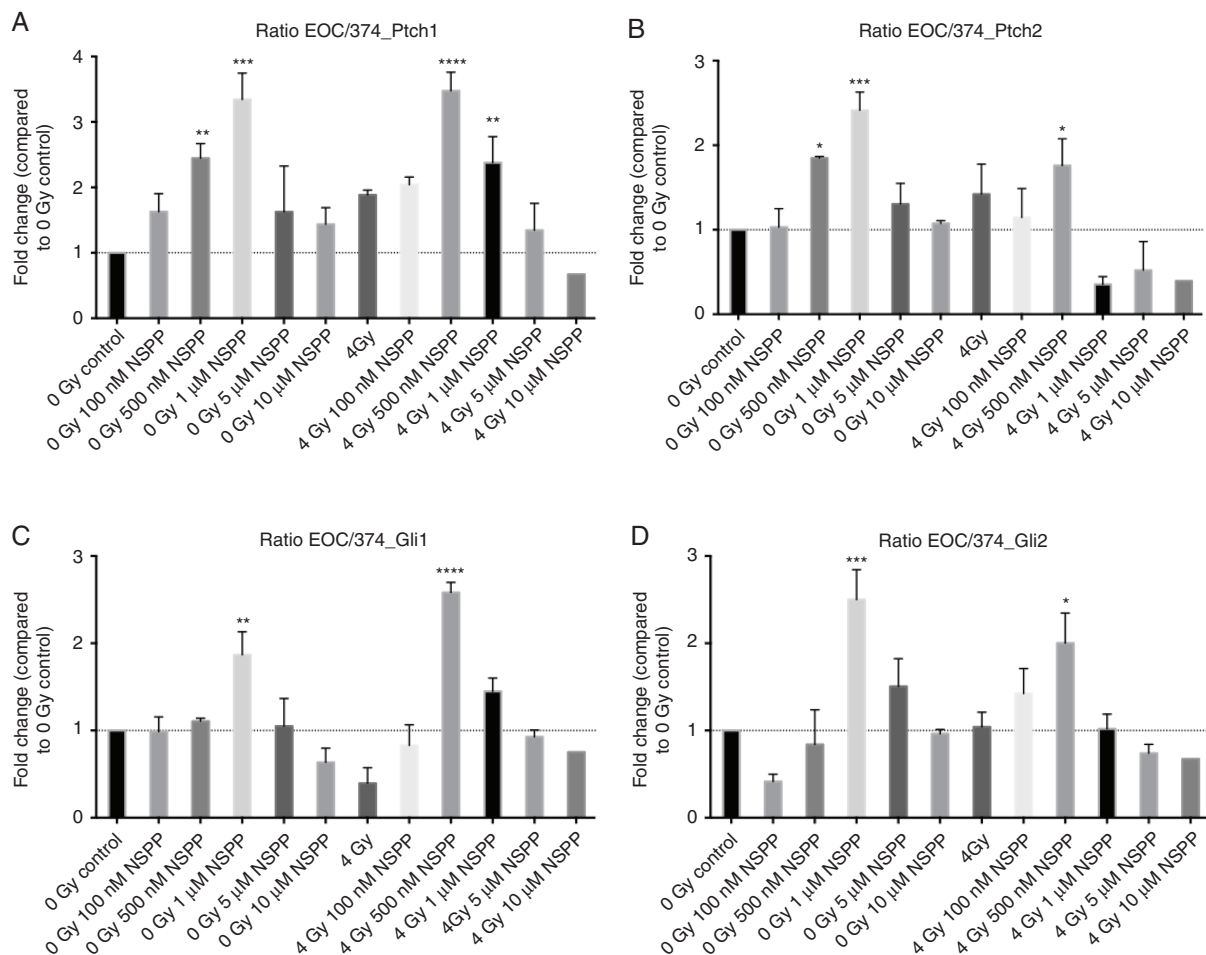 A
Ratio EOC/374_Ptch1
Fold change (compared
to 0 Gy control)
4
3
2
1
0
**
***
****
**
0 Gy control
0 Gy 100 nM NSPP
0 Gy 500 nM NSPP
0 Gy 1 µM NSPP
0 Gy 5 µM NSPP
0 Gy 10 µM NSPP
4Gy
4 Gy 100 nM NSPP
4 Gy 500 nM NSPP
4 Gy 1 µM NSPP
4 Gy 5 µM NSPP
4 Gy 10 µM NSPP
B
Ratio EOC/374_Ptch2
Fold change (compared
to 0 Gy control)
3
2
1
0
*
***
*
0 Gy control
0 Gy 100 nM NSPP
0 Gy 500 nM NSPP
0 Gy 1 µM NSPP
0 Gy 5 µM NSPP
0 Gy 10 µM NSPP
4Gy
4 Gy 100 nM NSPP
4 Gy 500 nM NSPP
4 Gy 1 µM NSPP
4 Gy 5 µM NSPP
4 Gy 10 µM NSPP
C
Ratio EOC/374_Gli1
Fold change (compared
to 0 Gy control)
3
2
1
0
**
****
0 Gy control
0 Gy 100 nM NSPP
0 Gy 500 nM NSPP
0 Gy 1 µM NSPP
0 Gy 5 µM NSPP
0 Gy 10 µM NSPP
4 Gy
4 Gy 100 nM NSPP
4 Gy 500 nM NSPP
4 Gy 1 µM NSPP
4Gy 5 µM NSPP
4 Gy 10 µM NSPP
D
Ratio EOC/374_Gli2
Fold change (compared
to 0 Gy control)
3
2
1
0
***
*
0 Gy control
0 Gy 100 nM NSPP
0 Gy 500 nM NSPP
0 Gy 1 µM NSPP
0 Gy 5 µM NSPP
0 Gy 10 µM NSPP
4Gy
4 Gy 100 nM NSPP
4 Gy 500 nM NSPP
4 Gy 1 µM NSPP
4 Gy 5 µM NSPP
4 Gy 10 µM NSPP